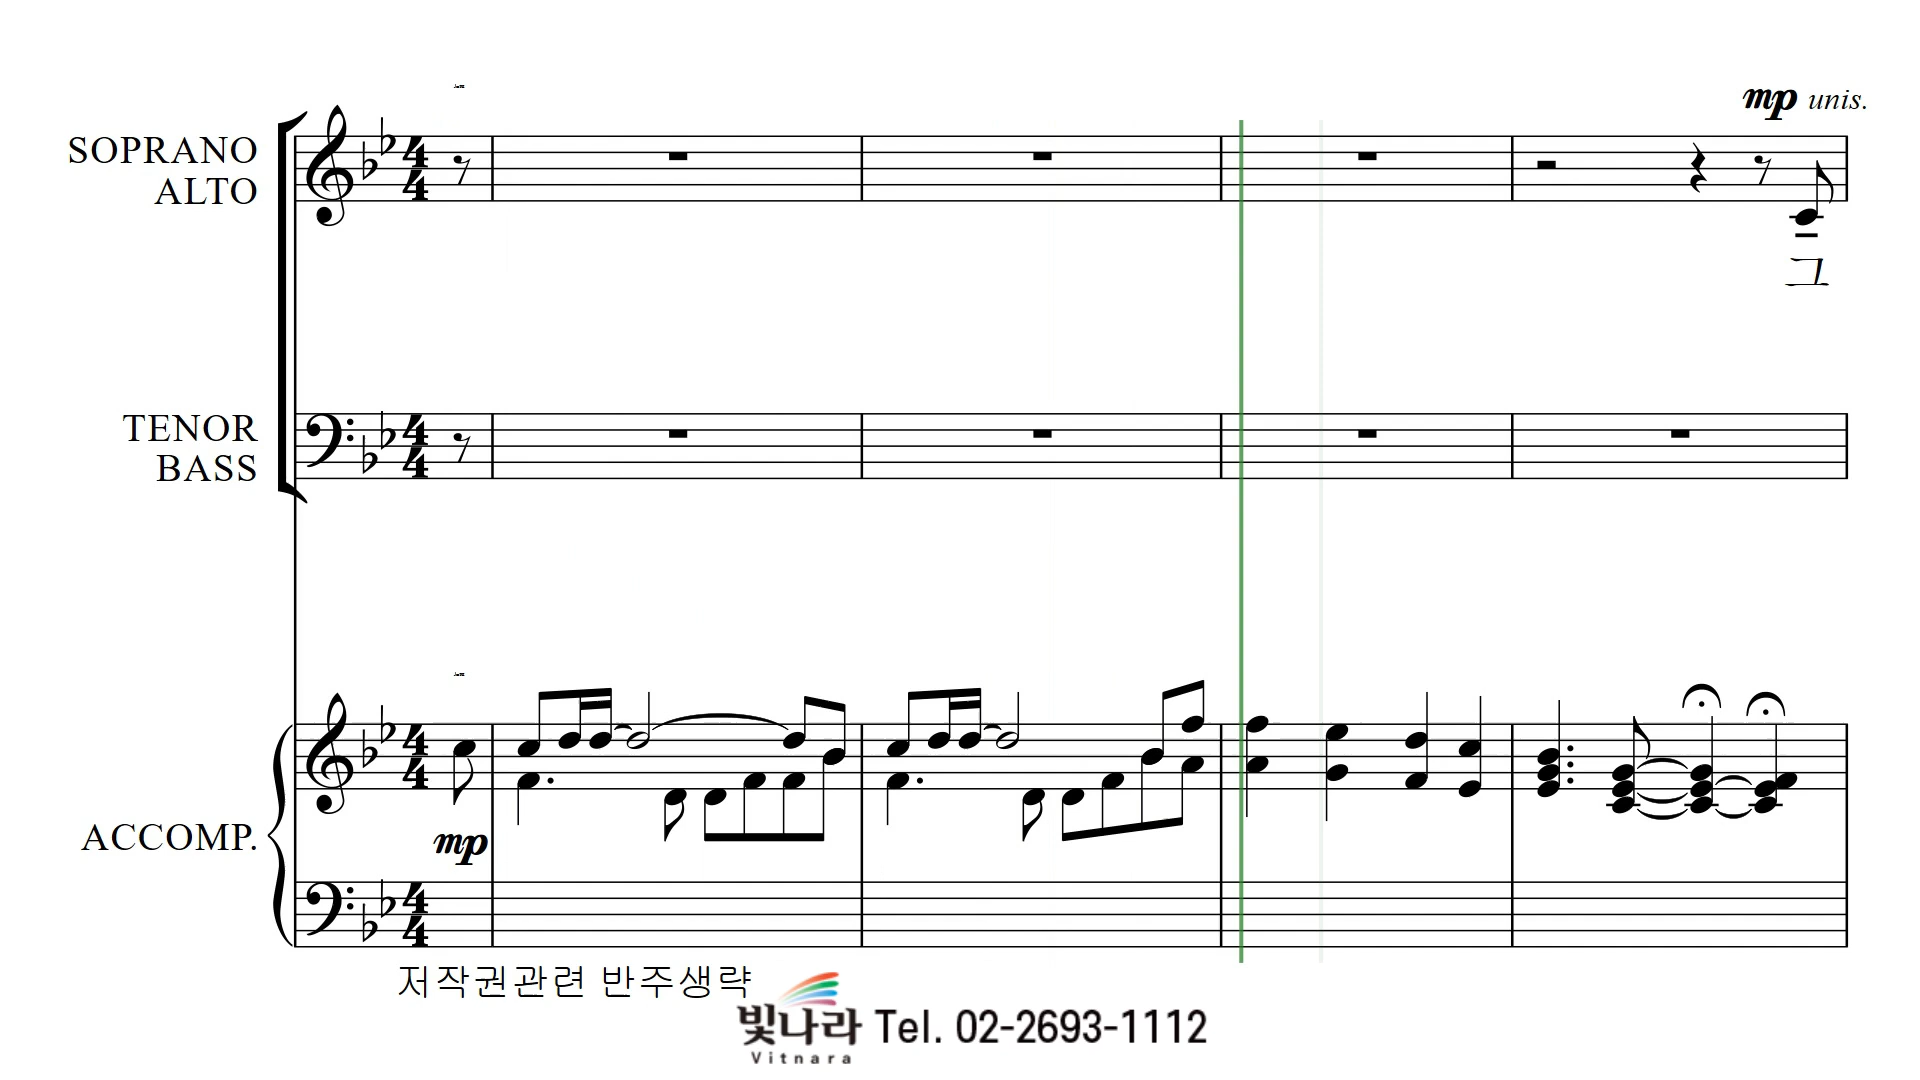 mp unis.
SOPRANO
ALTO
그
TENOR
BASS
ACCOMP.
mp
저작권관련 반주생략
빛나라 Tel. 02-2693-1112
Vitnara